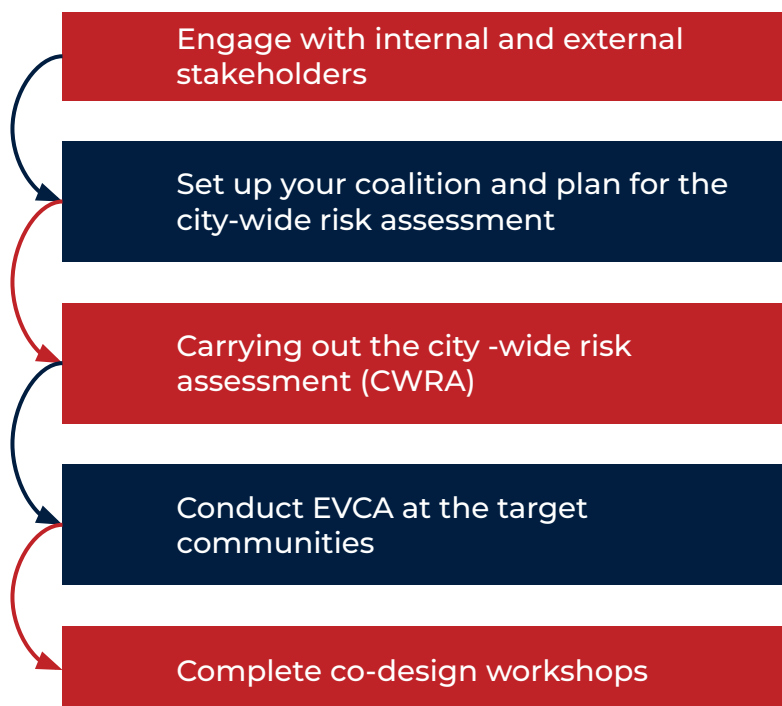 Engage with internal and external
stakeholders
Set up your coalition and plan for the
city-wide risk assessment
Carrying out the city -wide risk
assessment (CWRA)
Conduct EVCA at the target
communities
Complete co-design workshops